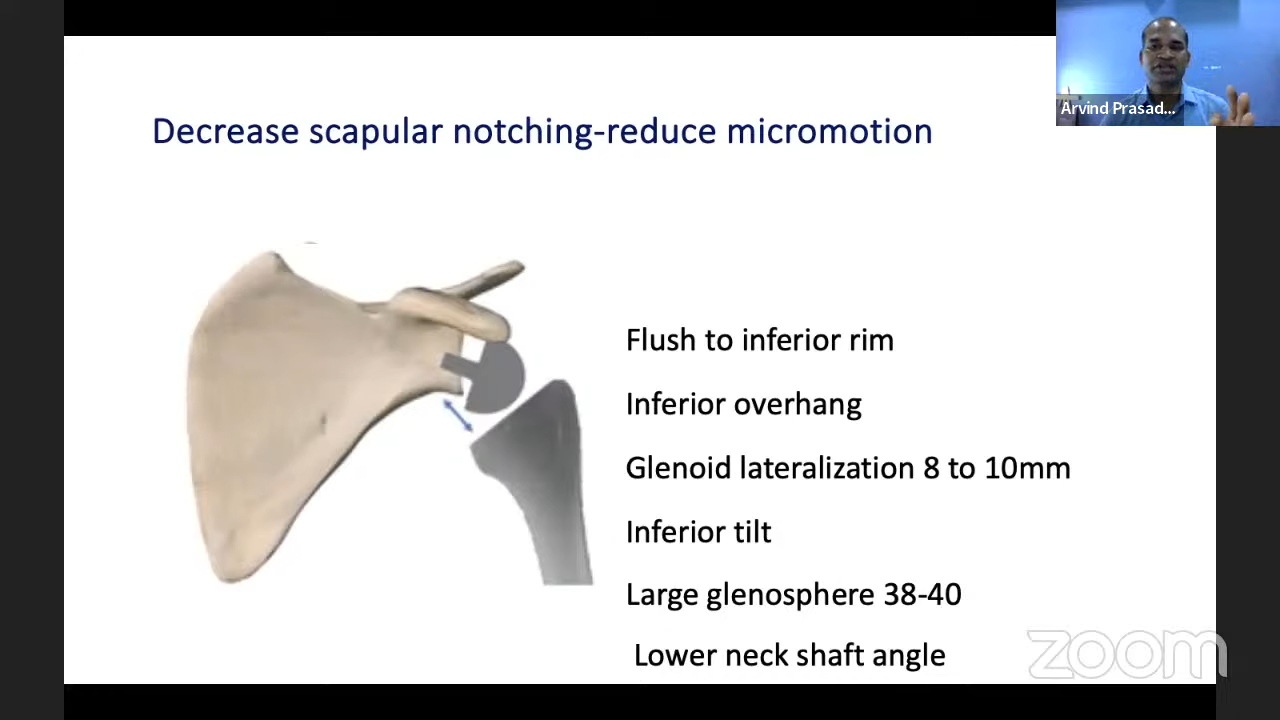 Arvind Prasad...
Decrease scapular notching-reduce micromotion
Flush to inferior rim
Inferior overhang
Glenoid lateralization 8 to 10mm
Inferior tilt
Large glenosphere 38-40
Lower neck shaft angle
zoom